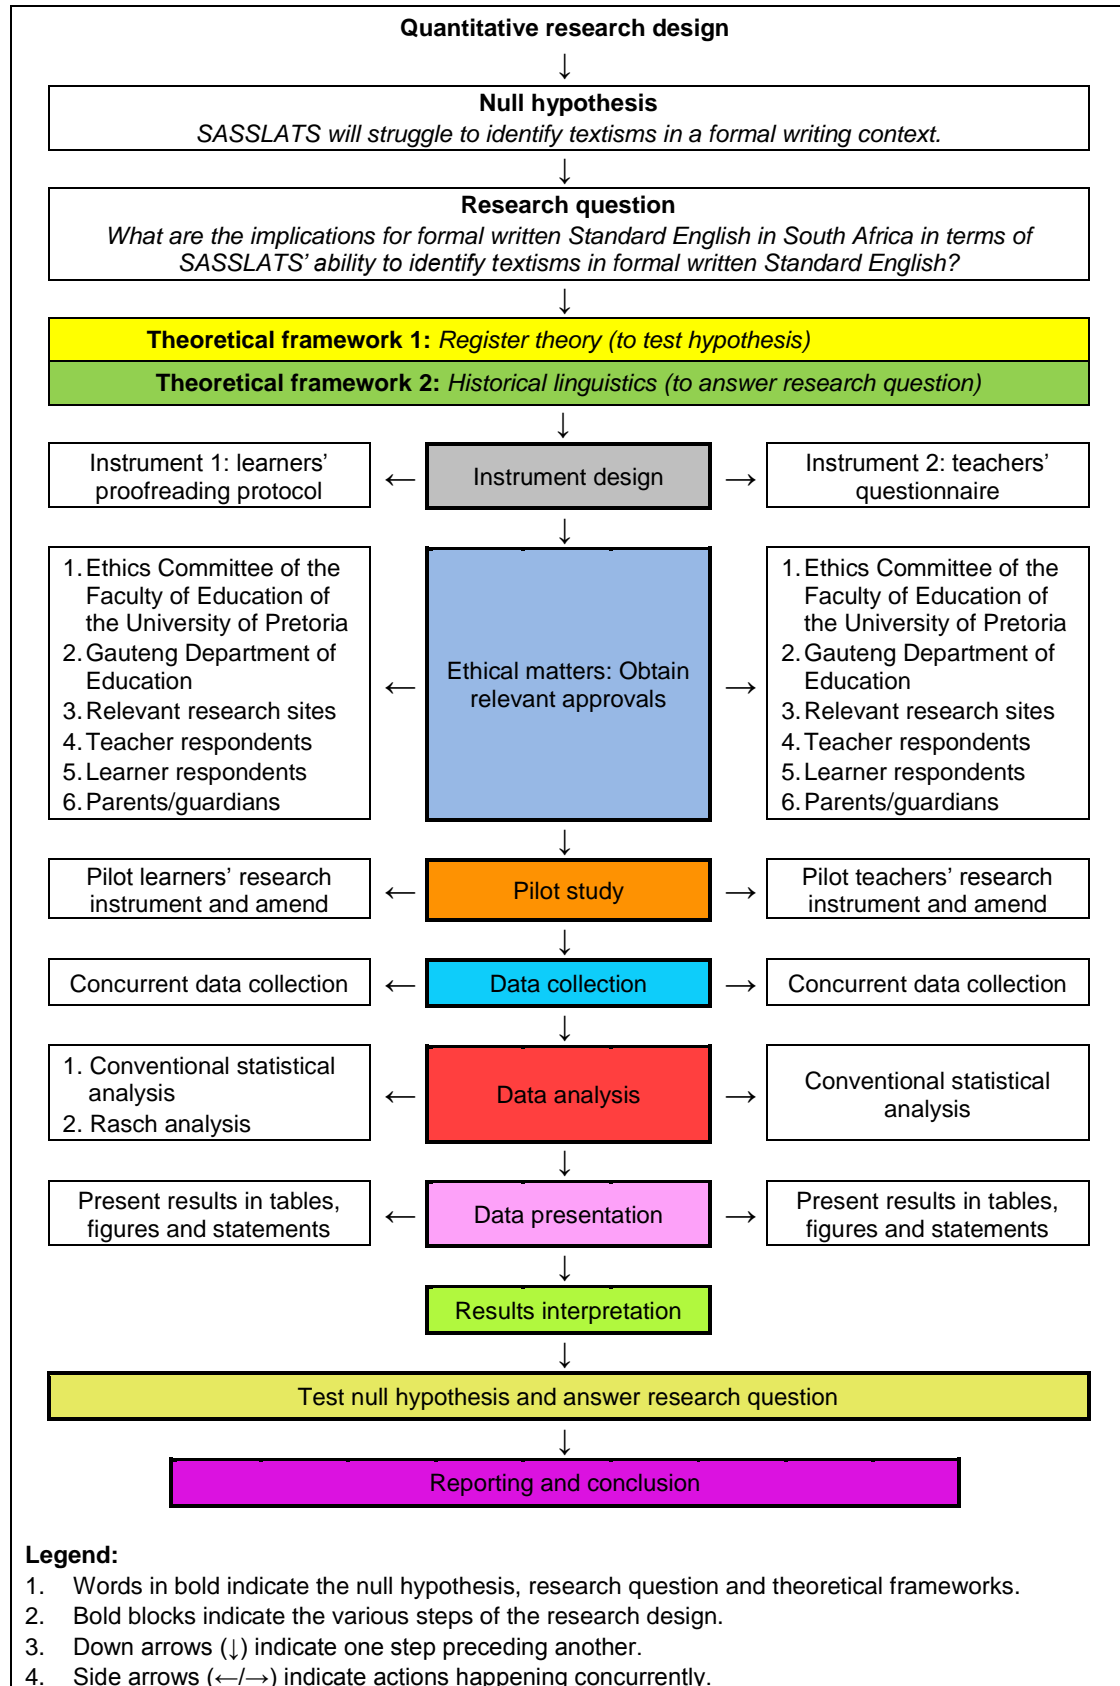 Quantitative research design
↓
Null hypothesis
SASSLATS will struggle to identify textisms in a formal writing context.
↓
Research question
What are the implications for formal written Standard English in South Africa in terms of
SASSLATS’ ability to identify textisms in formal written Standard English?
↓
Theoretical framework 1: Register theory (to test hypothesis)
Theoretical framework 2: Historical linguistics (to answer research question)
↓
Instrument 1: learners’
proofreading protocol
←
Instrument design
→
Instrument 2: teachers’
questionnaire
↓
1. Ethics Committee of the
Faculty of Education of
the University of Pretoria
2. Gauteng Department of
Education
3. Relevant research sites
4. Teacher respondents
5. Learner respondents
6. Parents/guardians
←
Ethical matters: Obtain
relevant approvals
→
1. Ethics Committee of the
Faculty of Education of
the University of Pretoria
2. Gauteng Department of
Education
3. Relevant research sites
4. Teacher respondents
5. Learner respondents
6. Parents/guardians
↓
Pilot learners’ research
instrument and amend
←
Pilot study
→
Pilot teachers’ research
instrument and amend
↓
Concurrent data collection
←
Data collection
→
Concurrent data collection
↓
1. Conventional statistical
analysis
2. Rasch analysis
←
Data analysis
→
Conventional statistical
analysis
↓
Present results in tables,
figures and statements
←
Data presentation
→
Present results in tables,
figures and statements
↓
Results interpretation
↓
Test null hypothesis and answer research question
↓
Reporting and conclusion
Legend:
1. Words in bold indicate the null hypothesis, research question and theoretical frameworks.
2. Bold blocks indicate the various steps of the research design.
3. Down arrows (↓) indicate one step preceding another.
4. Side arrows (←/→) indicate actions happening concurrently.